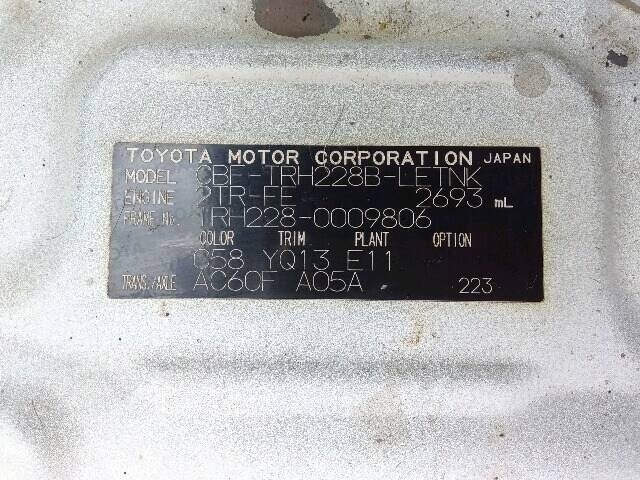 TOYOTA MOTOR CORPORATION JAPAN
MODEL CBF-TRH228B-LETNK
ENGINE 2TR-FE 2693 mL
FRAME No. TRH228-0009806
COLOR TRIM PLANT OPTION
C58 YQ13 E11
TRANS./AXLE AC60F A05A 223